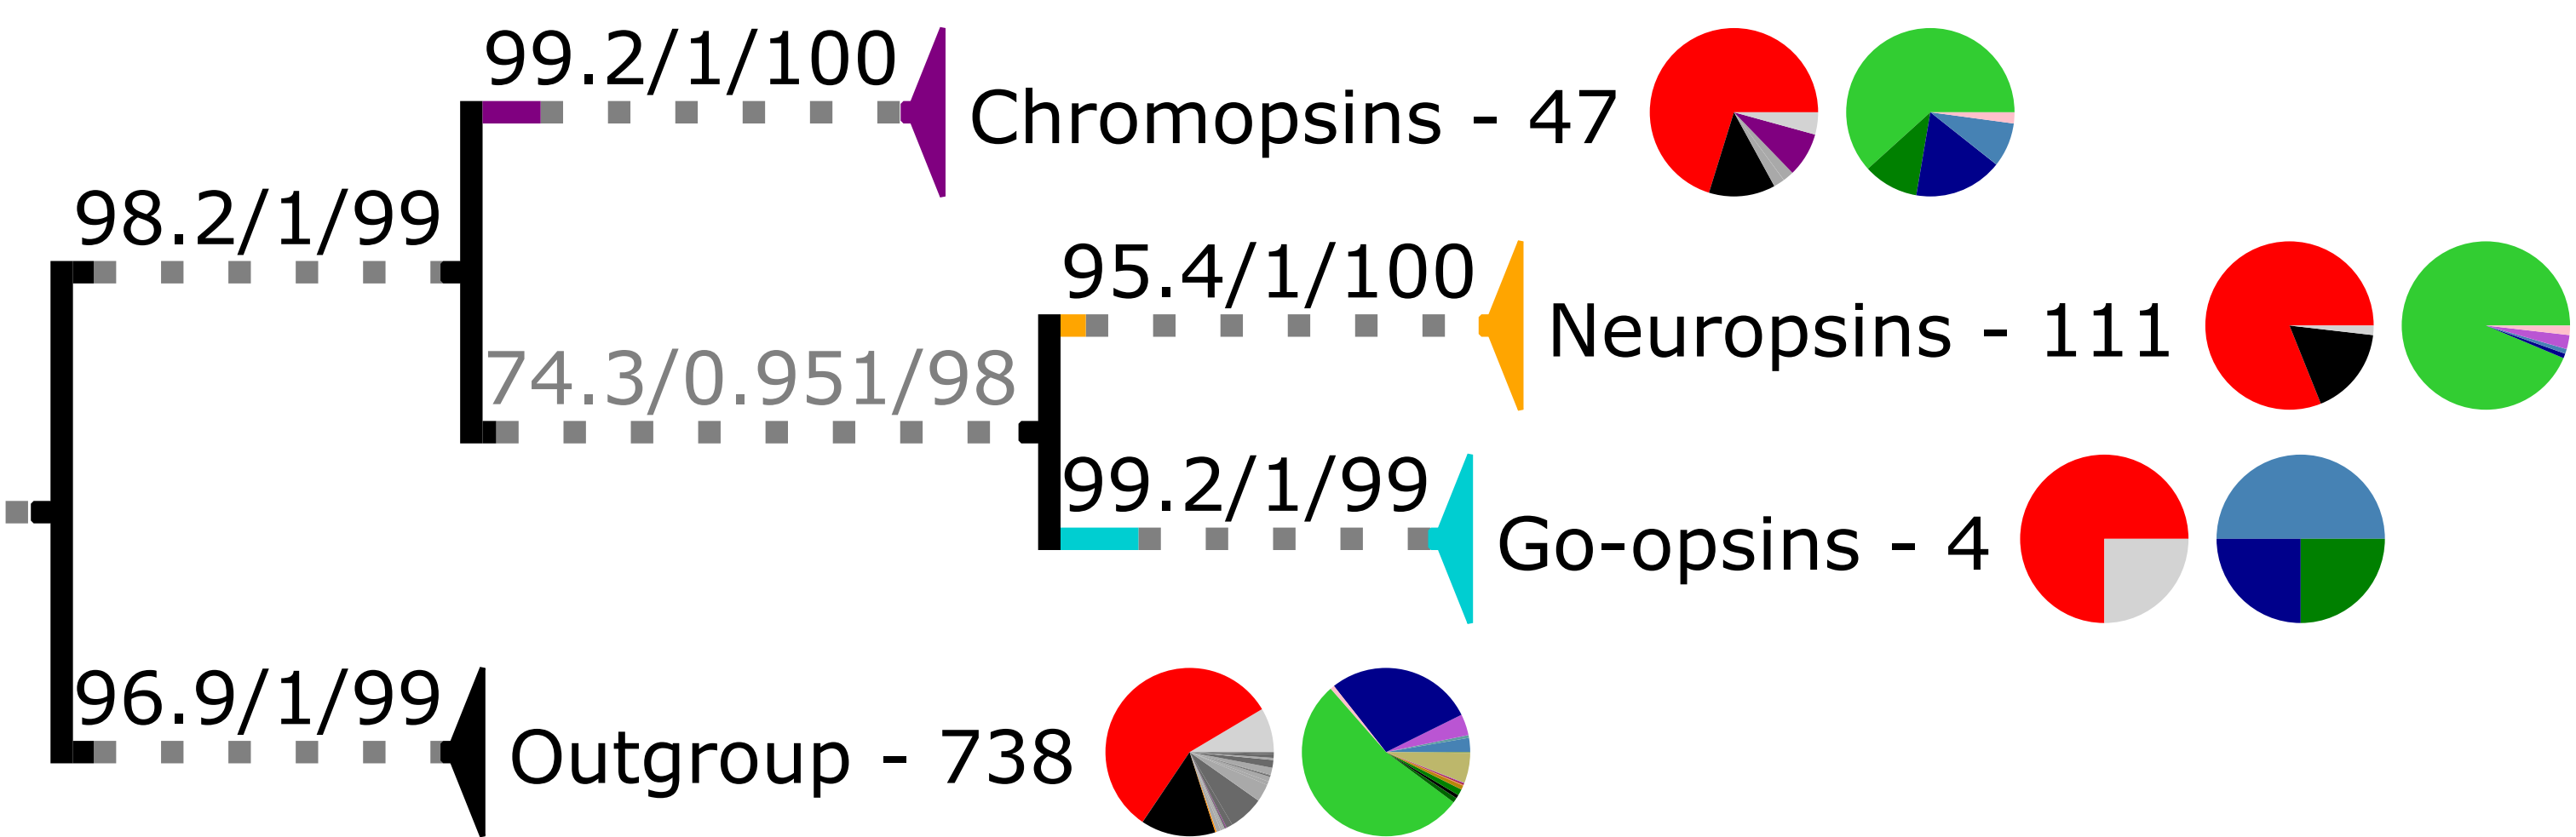 99.2/1/100
Chromopsins - 47
98.2/1/99
95.4/1/100
Neuropsins - 111
74.3/0.951/98
99.2/1/99
Go-opsins - 4
96.9/1/99
Outgroup - 738